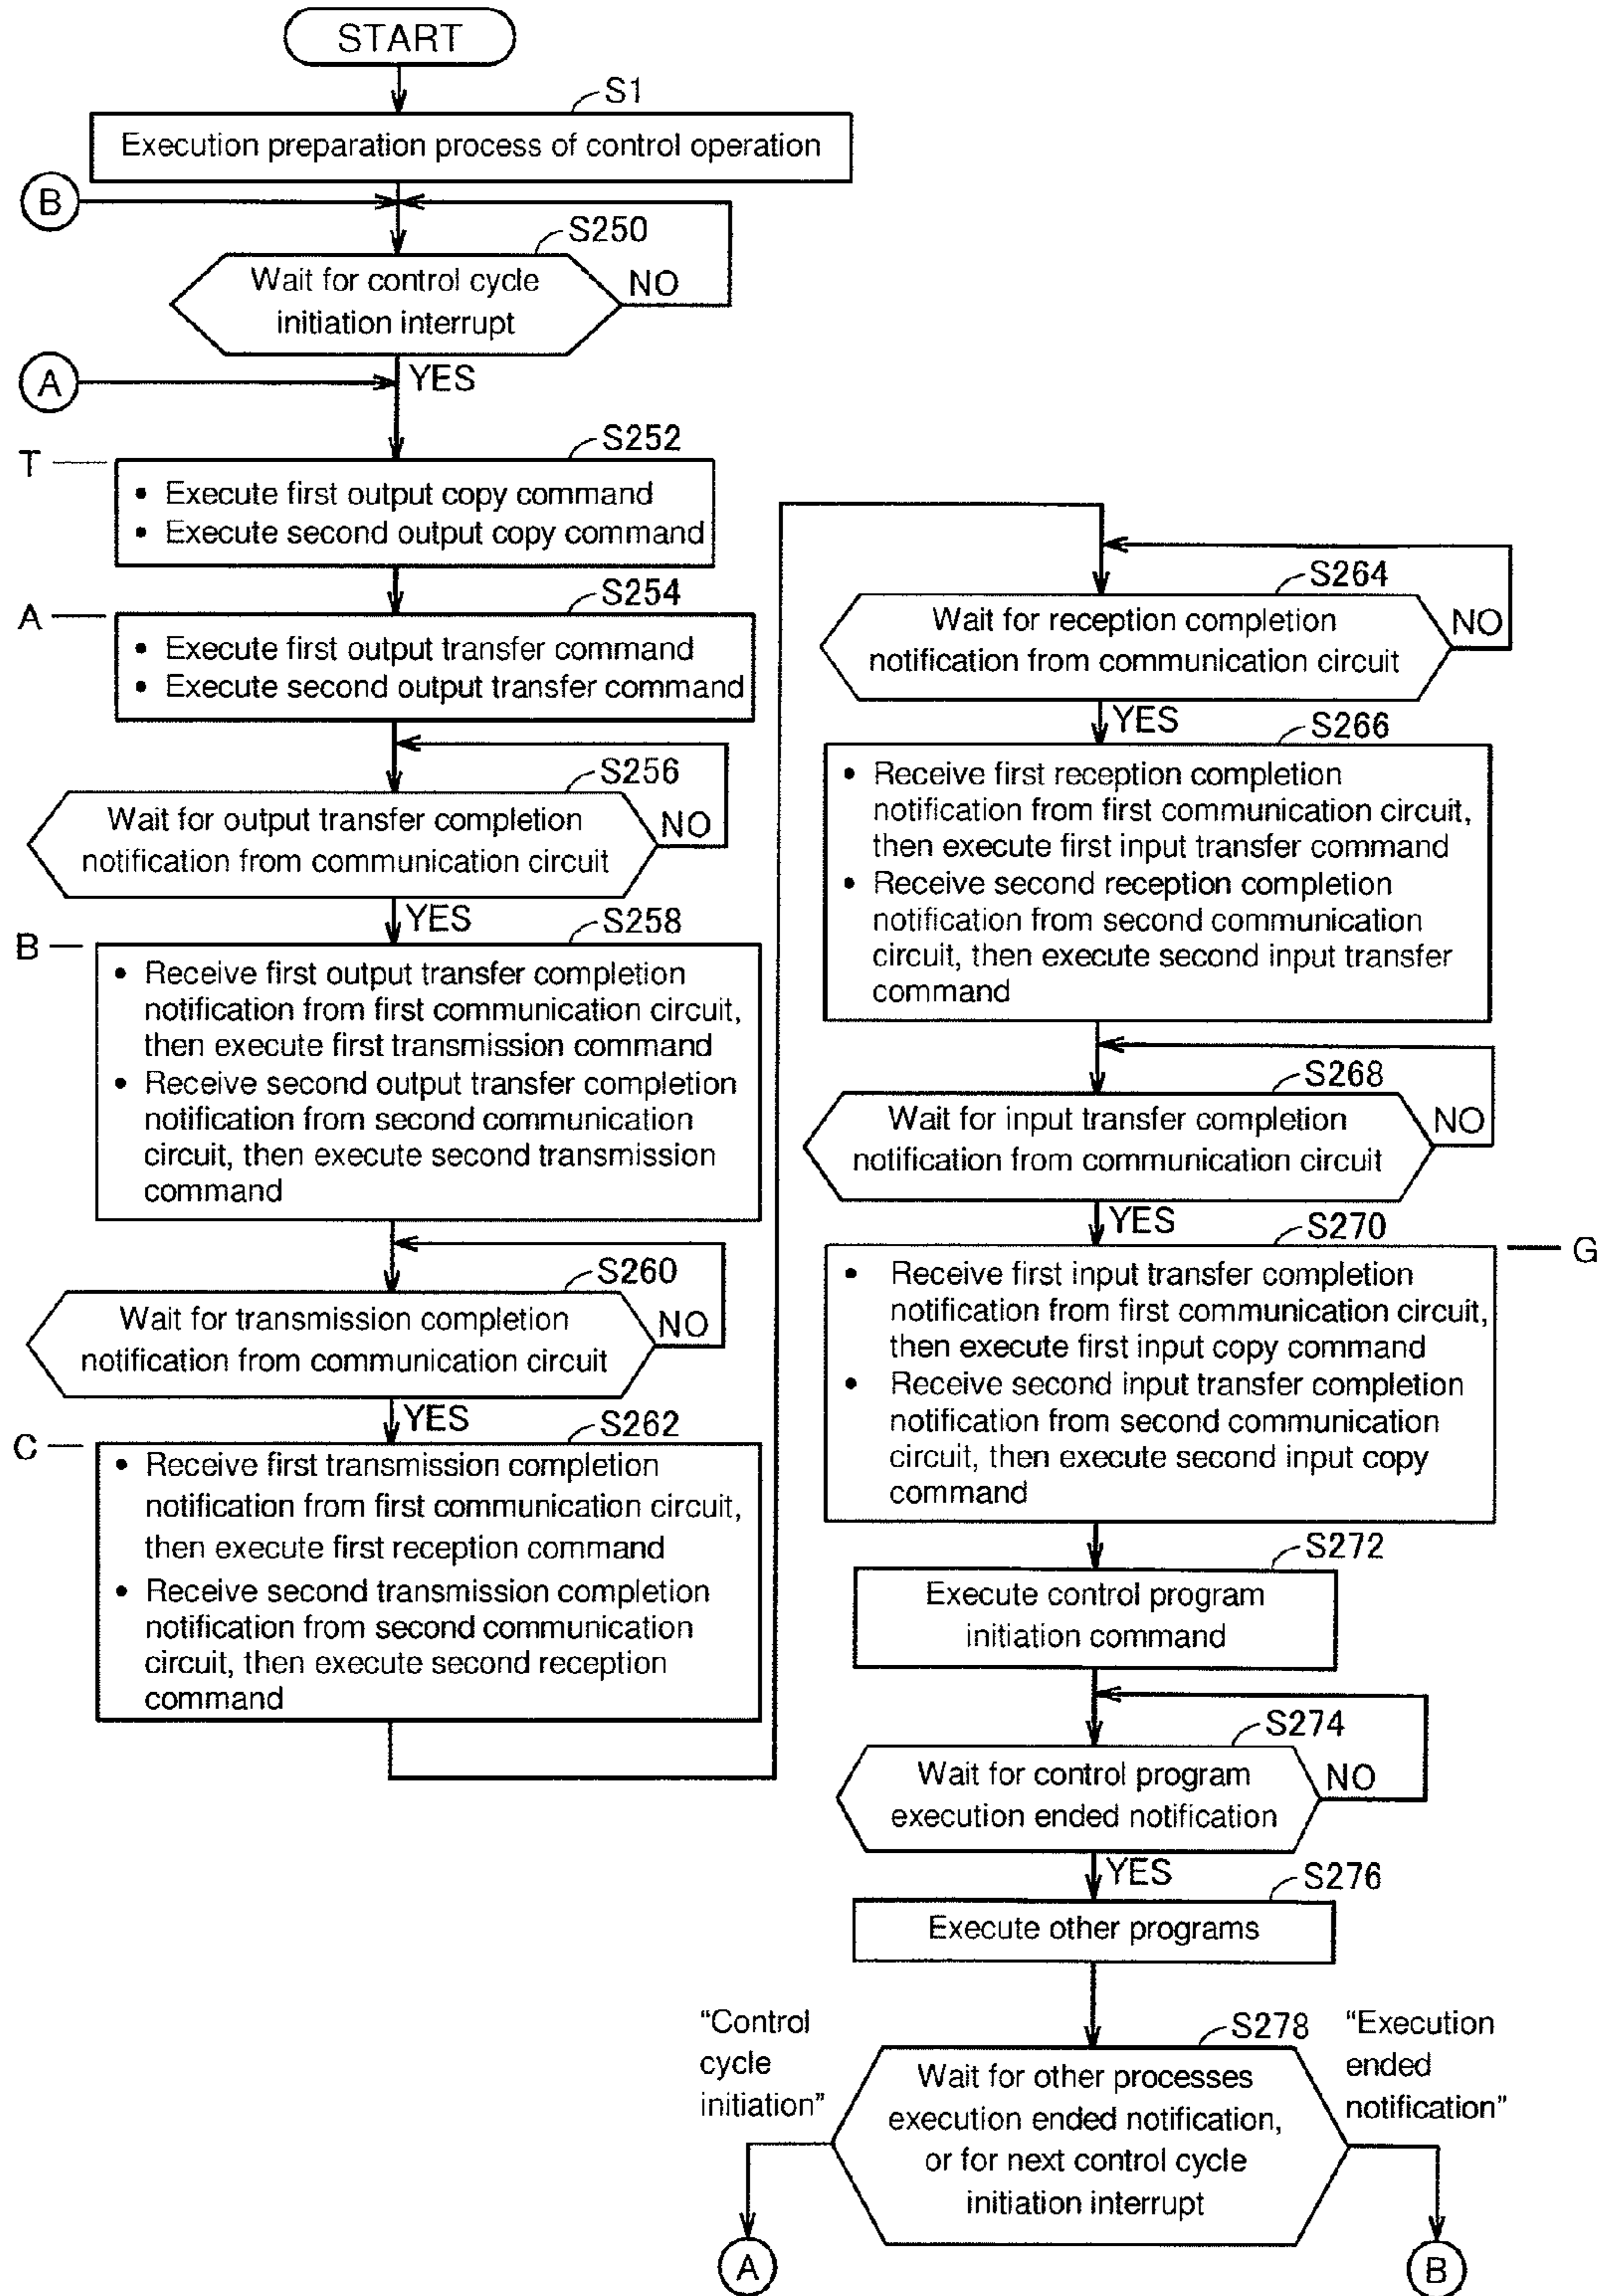 START
S1
Execution preparation process of control operation
B
S250
Wait for control cycle
initiation interrupt
NO
A
YES
T
S252
• Execute first output copy command
• Execute second output copy command
A
S254
• Execute first output transfer command
• Execute second output transfer command
S256
Wait for output transfer completion
notification from communication circuit
NO
YES
B
S258
• Receive first output transfer completion
notification from first communication circuit,
then execute first transmission command
• Receive second output transfer completion
notification from second communication
circuit, then execute second transmission
command
S260
Wait for transmission completion
notification from communication circuit
NO
YES
C
S262
• Receive first transmission completion
notification from first communication circuit,
then execute first reception command
• Receive second transmission completion
notification from second communication
circuit, then execute second reception
command
S264
Wait for reception completion
notification from communication circuit
NO
YES
S266
• Receive first reception completion
notification from first communication circuit,
then execute first input transfer command
• Receive second reception completion
notification from second communication
circuit, then execute second input transfer
command
S268
Wait for input transfer completion
notification from communication circuit
NO
YES
S270
G
• Receive first input transfer completion
notification from first communication circuit,
then execute first input copy command
• Receive second input transfer completion
notification from second communication
circuit, then execute second input copy
command
S272
Execute control program
initiation command
S274
Wait for control program
execution ended notification
NO
YES
S276
Execute other programs
"Control
cycle
initiation"
S278
"Execution
ended
notification"
Wait for other processes
execution ended notification,
or for next control cycle
initiation interrupt
A
B